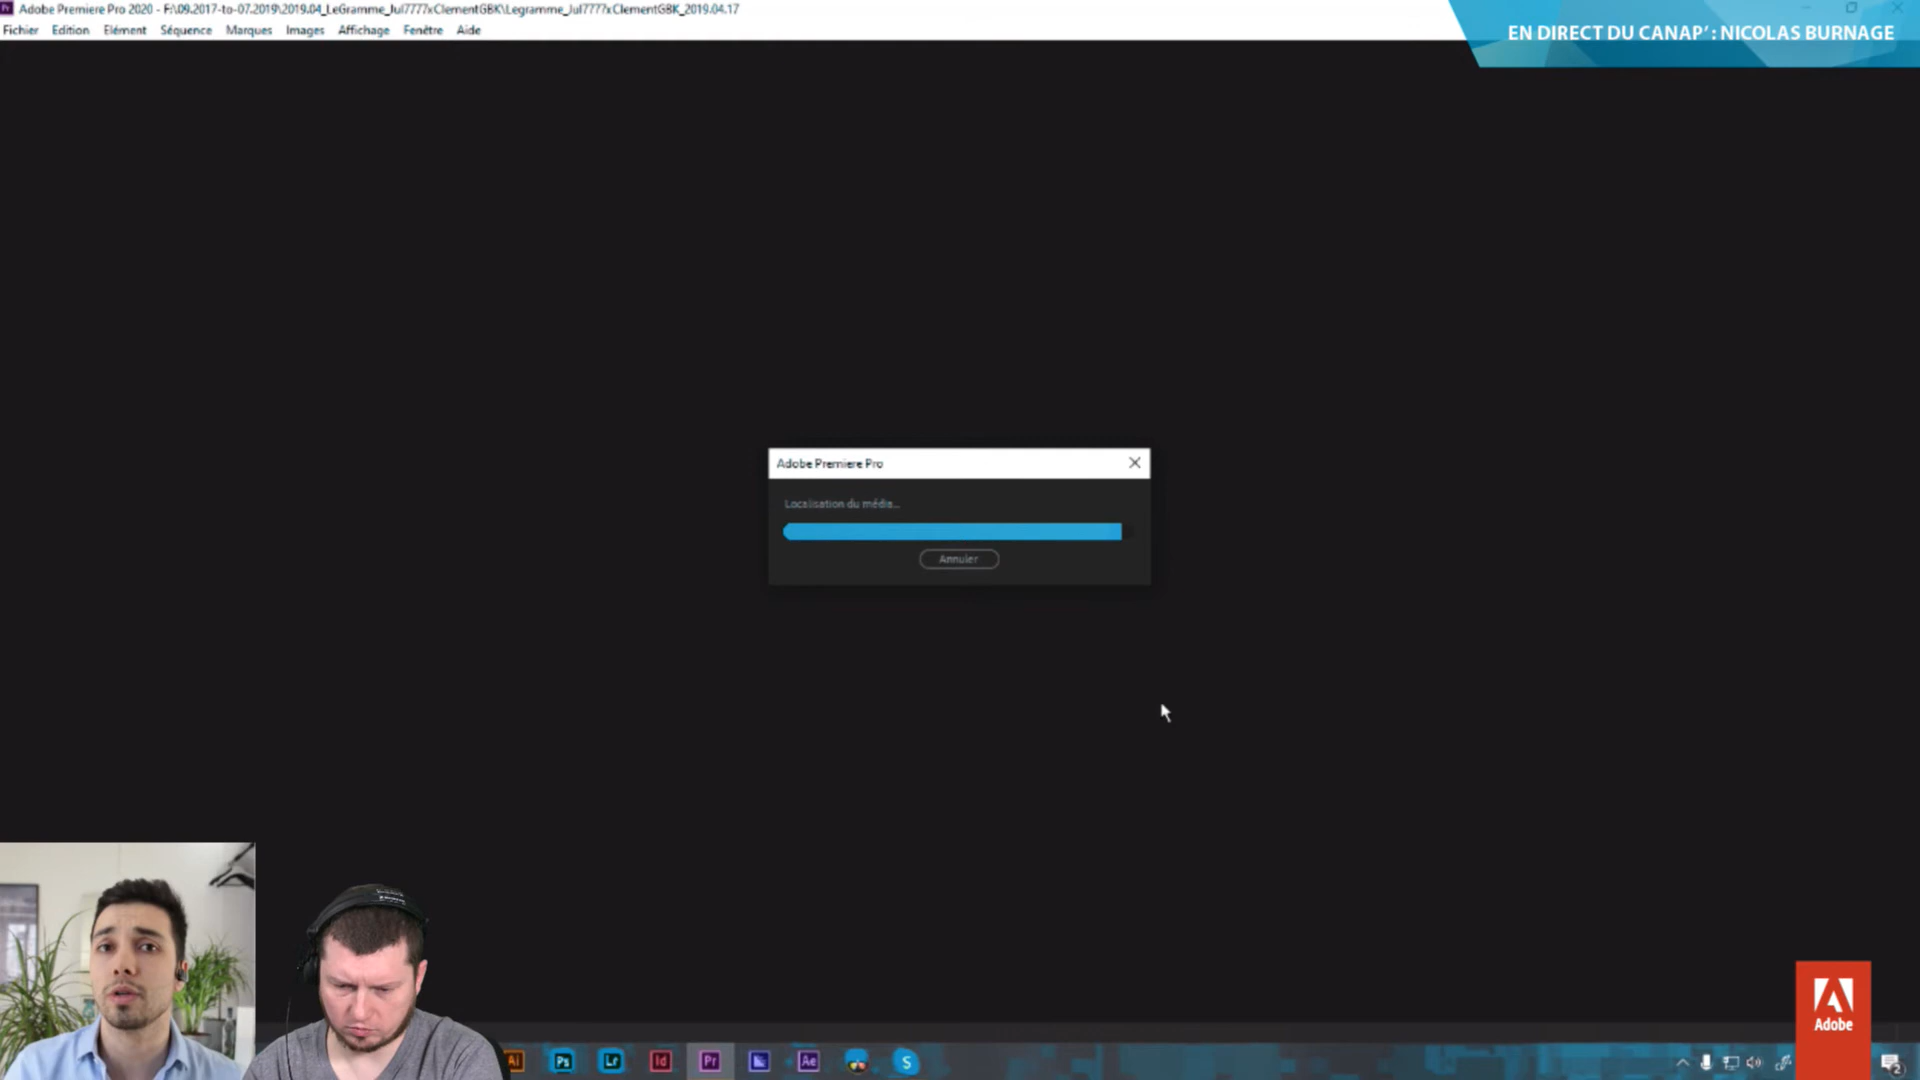 Adobe Premiere Pro 2020 - F:\09.2017-to-07.2019\2019.04_LeGramme_Jul7777xClementGBK\Legramme_Jul7777xClementGBK_2019.04.17
EN DIRECT DU CANAP' : NICOLAS BURNAGE
Fichier Edition Elément Séquence Marques Images Affichage Fenêtre Aide
Adobe Premiere Pro
Localisation du média...
Annuler
Adobe
Ai Ps Lr Id Pr Ae S
2